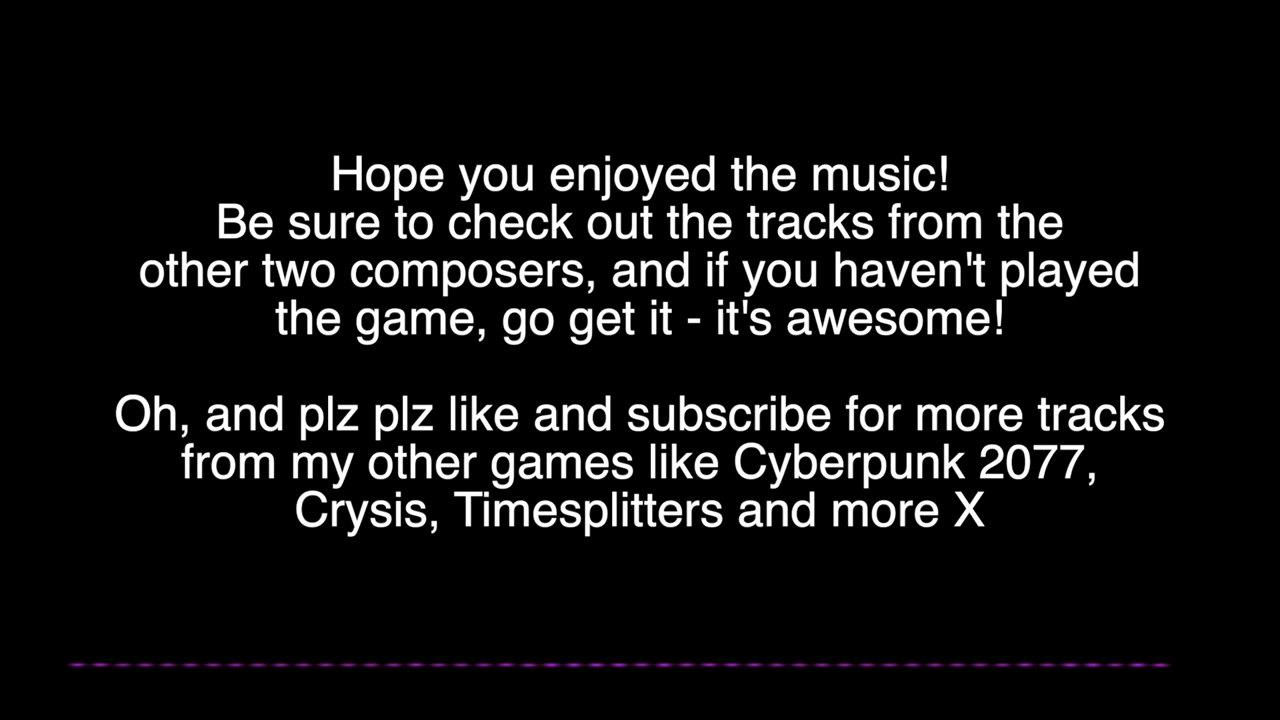 Hope you enjoyed the music!
Be sure to check out the tracks from the
other two composers, and if you haven't played
the game, go get it - it's awesome!
Oh, and plz plz like and subscribe for more tracks
from my other games like Cyberpunk 2077,
Crysis, Timesplitters and more X